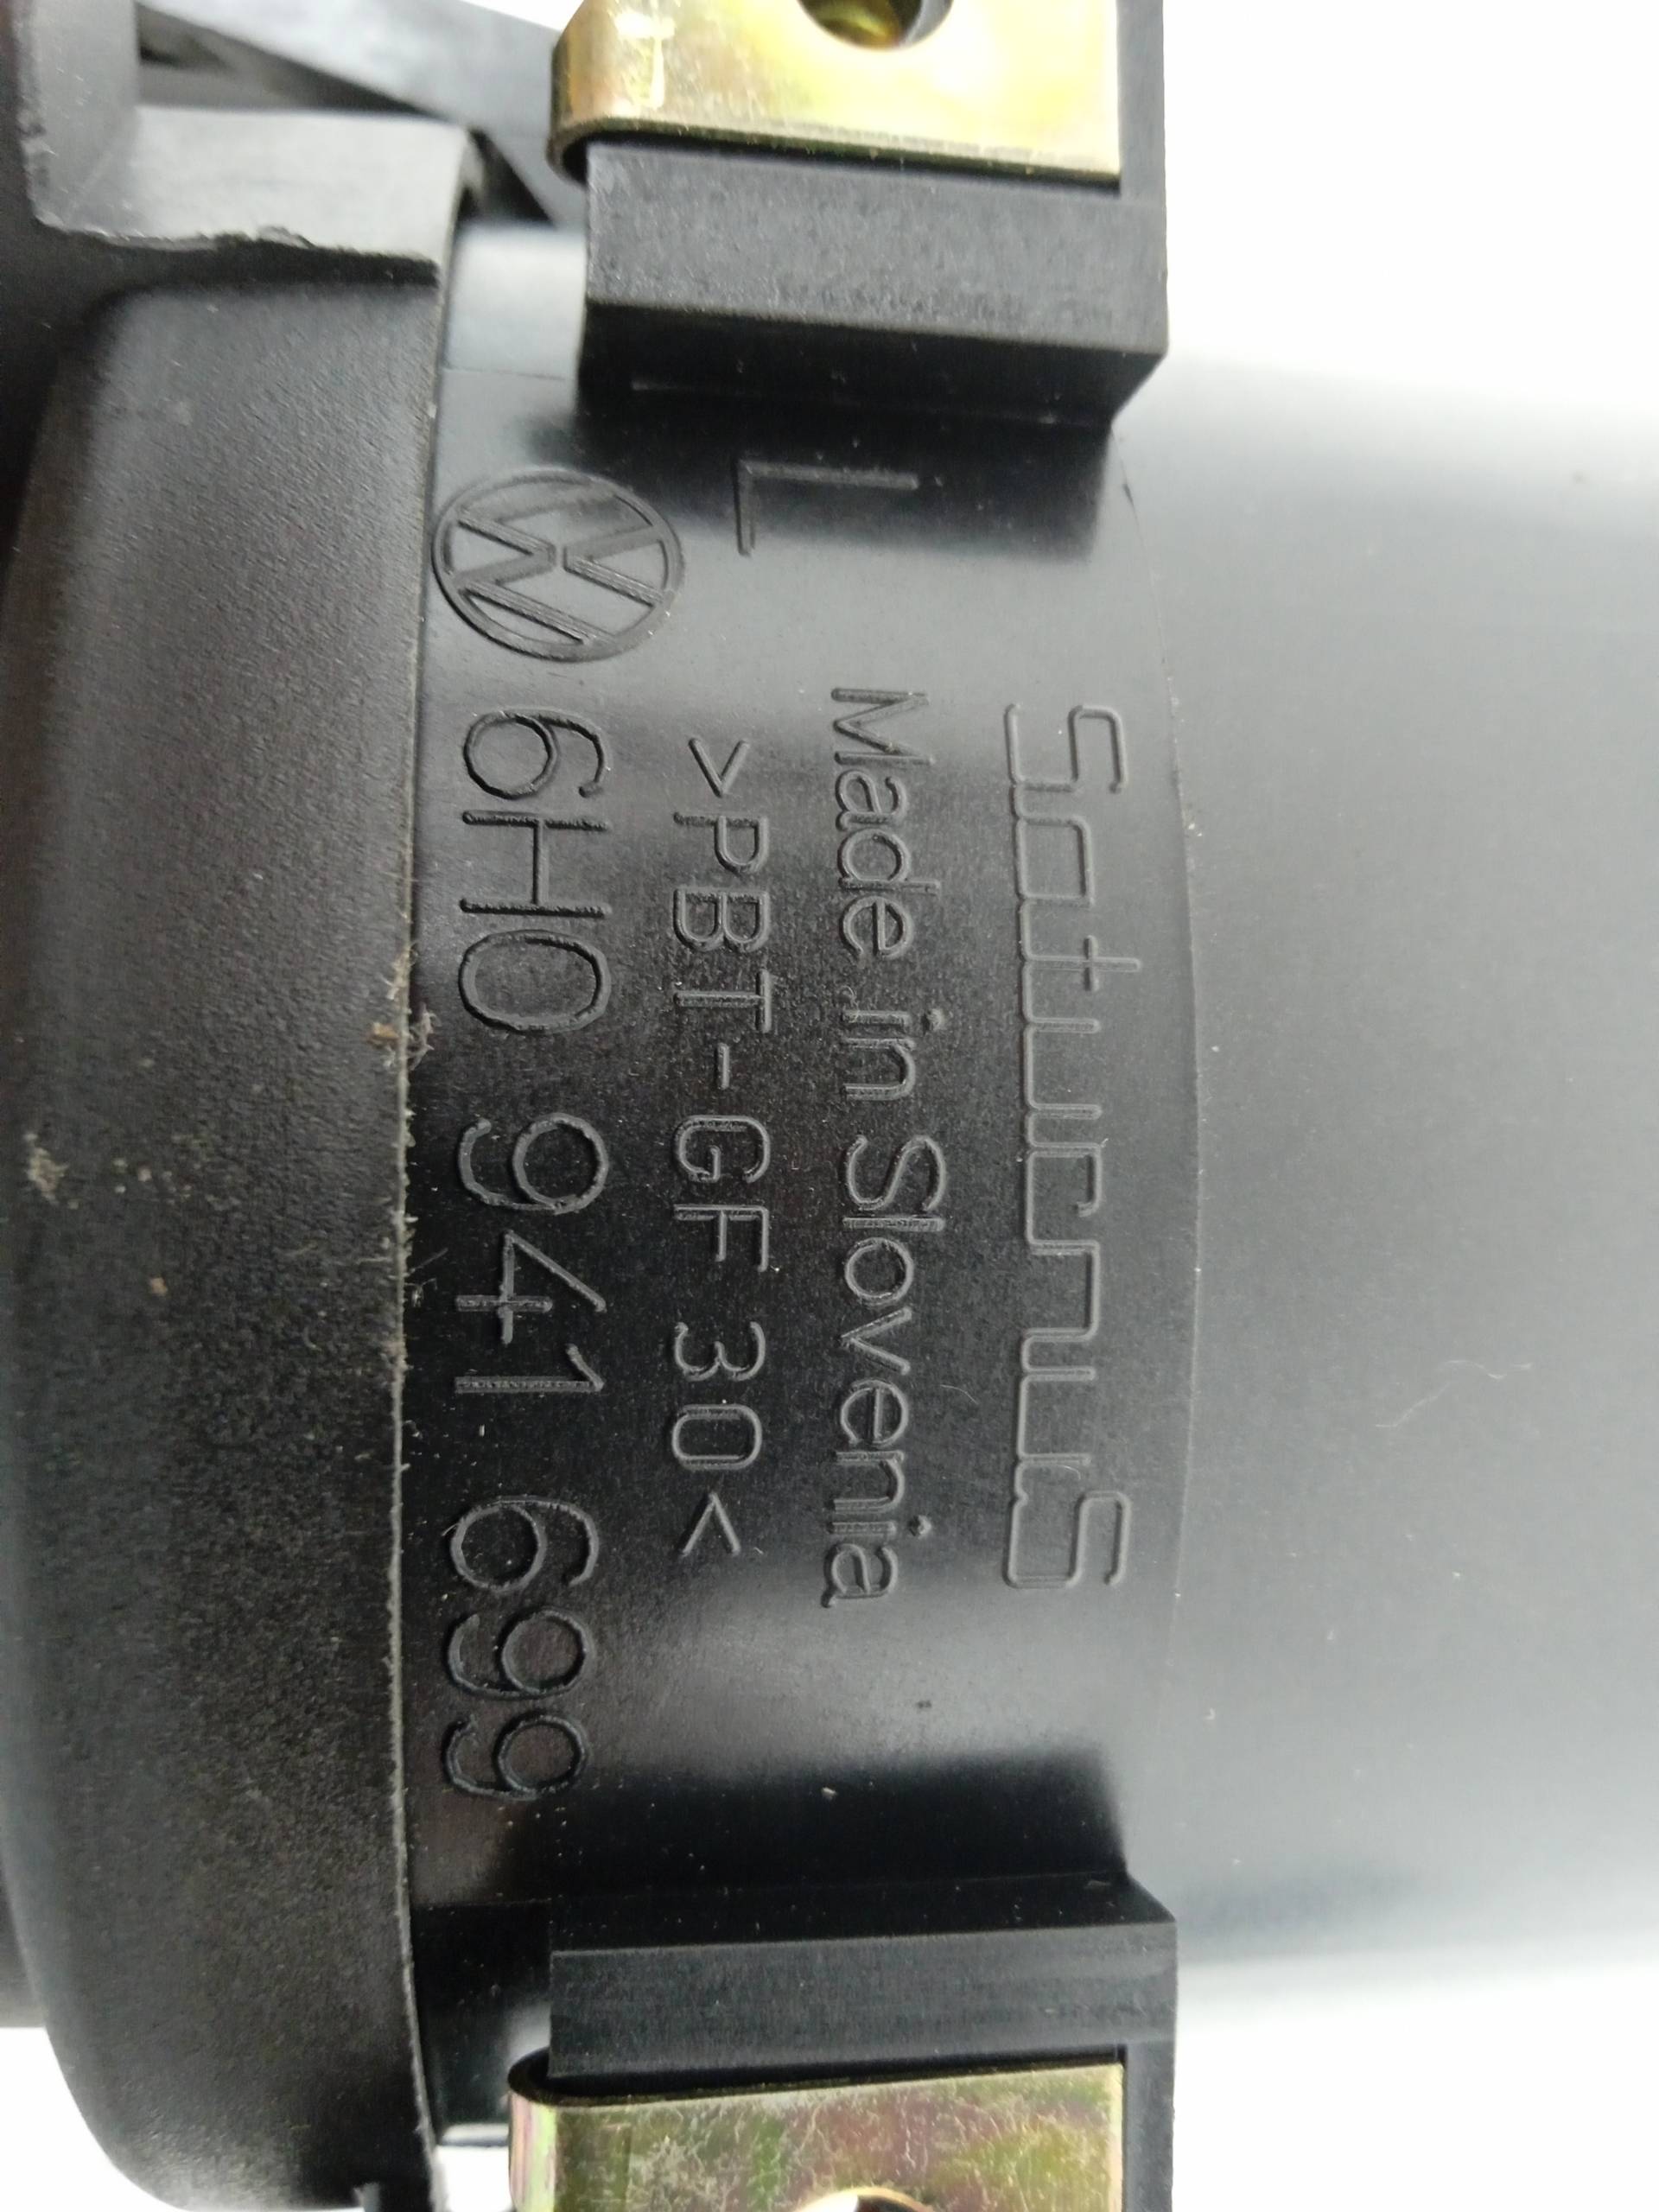 Saturnus
Made in Slovenia
L
>PBT-GF 30<
6H0 941 699